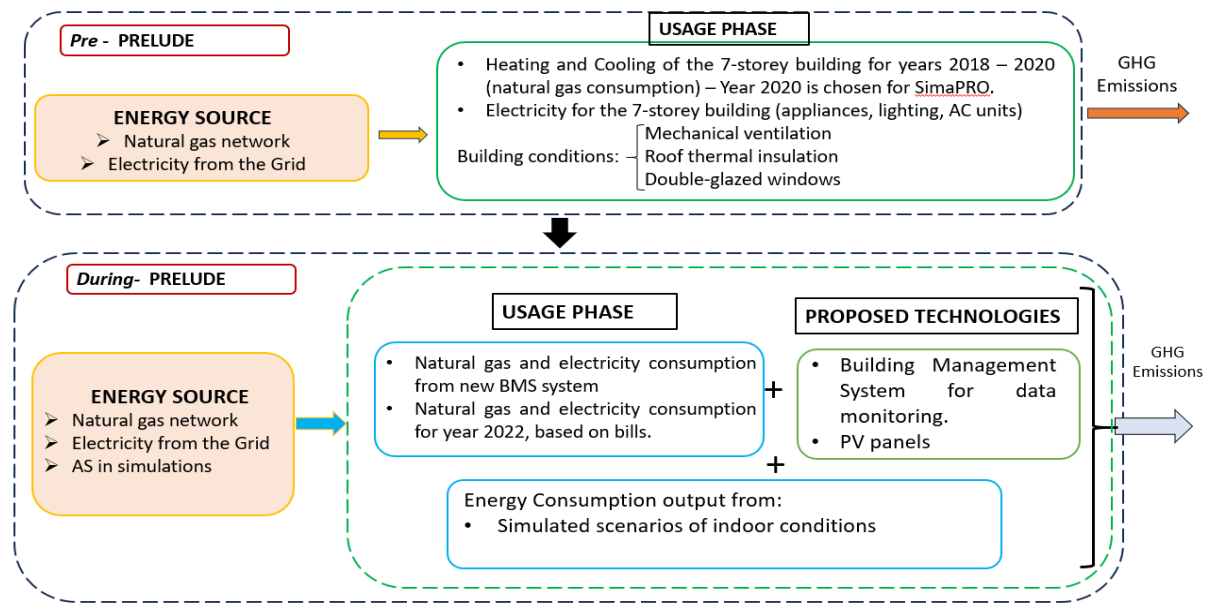 Pre - PRELUDE
USAGE PHASE
• Heating and Cooling of the 7-storey building for years 2018 – 2020
(natural gas consumption) – Year 2020 is chosen for SimaPRO.
• Electricity for the 7-storey building (appliances, lighting, AC units)
Building conditions:
Mechanical ventilation
Roof thermal insulation
Double-glazed windows
ENERGY SOURCE
➢ Natural gas network
➢ Electricity from the Grid
GHG
Emissions
During- PRELUDE
USAGE PHASE
PROPOSED TECHNOLOGIES
ENERGY SOURCE
➢ Natural gas network
➢ Electricity from the Grid
➢ AS in simulations
• Natural gas and electricity consumption
from new BMS system
• Natural gas and electricity consumption
for year 2022, based on bills.
+
• Building Management
System for data
monitoring.
• PV panels
+
Energy Consumption output from:
• Simulated scenarios of indoor conditions
GHG
Emissions